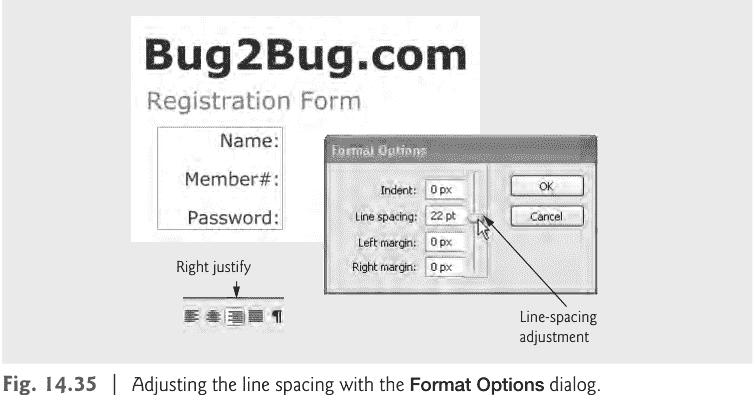 Bug2Bug.com
Registration Form
Name:
Member#:
Password:
Format Options
Indent: 0 px
OK
Line spacing: 22 pt
Cancel
Left margin: 0 px
Right margin: 0 px
Right justify
¶
Line-spacing
adjustment
Fig. 14.35 | Adjusting the line spacing with the Format Options dialog.